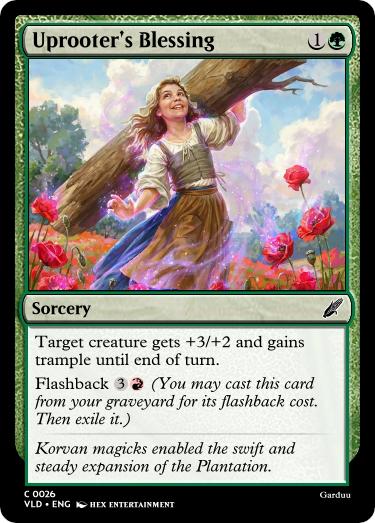 Uprooter's Blessing 1
Sorcery
Target creature gets +3/+2 and gains
trample until end of turn.
Flashback 3 (You may cast this card
from your graveyard for its flashback cost.
Then exile it.)
Korvan magicks enabled the swift and
steady expansion of the Plantation.
C 0026
VLD • ENG HEX ENTERTAINMENT
Garduu